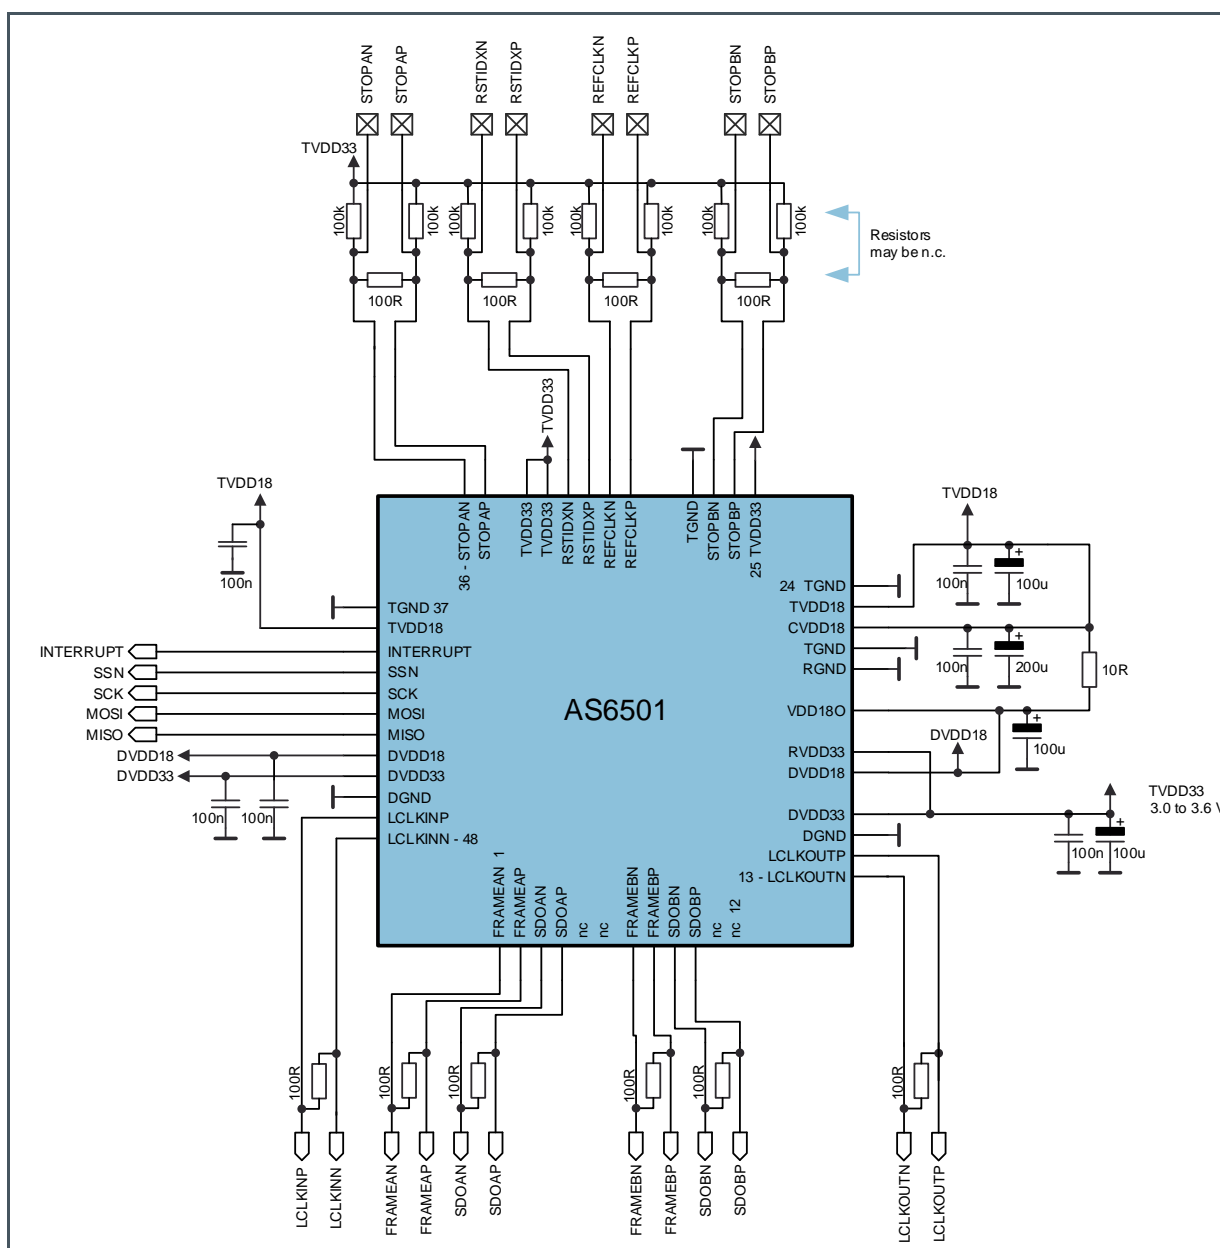 STOPAN
STOPAP
RSTIDXN
RSTIDXP
REFCLKN
REFCLKP
STOPBN
STOPBP
TVDD33
100k
100k
100k
100k
100k
100k
100k
100k
Resistors
may be n.c.
100R
100R
100R
100R
TVDD33
TVDD18
100n
36 - STOPAN
STOPAP
TVDD33
TVDD33
RSTIDXN
RSTIDXP
REFCLKN
REFCLKP
TGND
STOPBN
STOPBP
25 TVDD33
TVDD18
100n
100u
+
24 TGND
TVDD18
CVDD18
TGND
RGND
100n
200u
+
10R
VDD18O
+
100u
RVDD33
DVDD18
DVDD18
DVDD33
DGND
LCLKOUTP
13 - LCLKOUTN
TVDD33
3.0 to 3.6 V
+
100n
100u
AS6501
TGND 37
TVDD18
INTERRUPT
INTERRUPT
SSN
SSN
SCK
SCK
MOSI
MOSI
MISO
MISO
DVDD18
DVDD18
DVDD33
DVDD33
DGND
100n
100n
LCLKINP
LCLKINN - 48
FRAMEAN 1
FRAMEAP
SDOAN
SDOAP
nc
nc
FRAMEBN
FRAMEBP
SDOBN
SDOBP
nc
nc 12
100R
100R
100R
100R
100R
100R
LCLKINP
LCLKINN
FRAMEAN
FRAMEAP
SDOAN
SDOAP
FRAMEBN
FRAMEBP
SDOBN
SDOBP
LCLKOUTN
LCLKOUTP